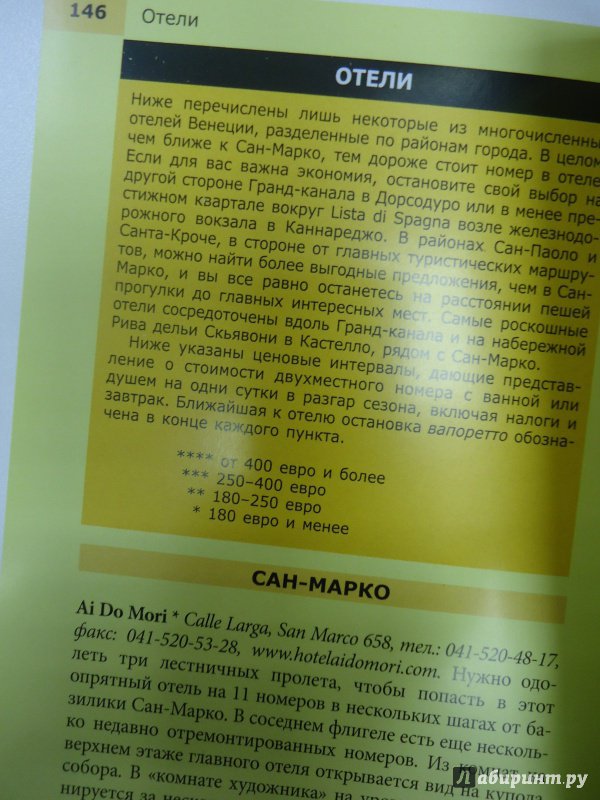 146 Отели
ОТЕЛИ
Ниже перечислены лишь некоторые из многочисленны
отелей Венеции, разделенные по районам города. В целом
чем ближе к Сан-Марко, тем дороже стоит номер в отеле
Если для вас важна экономия, остановите свой выбор на
другой стороне Гранд-канала в Дорсодуро или в менее пре-
стижном квартале вокруг Lista di Spagna возле железнодо-
рожного вокзала в Каннареджо. В районах Сан-Паоло и
Санта-Кроче, в стороне от главных туристических маршру-
тов, можно найти более выгодные предложения, чем в Сан-
Марко, и вы все равно останетесь на расстоянии пешей
прогулки до главных интересных мест. Самые роскошные
отели сосредоточены вдоль Гранд-канала и на набережной
Рива дельи Скьявони в Кастелло, рядом с Сан-Марко.
Ниже указаны ценовые интервалы, дающие представ-
ление о стоимости двухместного номера с ванной или
душем на одни сутки в разгар сезона, включая налоги и
завтрак. Ближайшая к отелю остановка вапоретто обозна-
чена в конце каждого пункта.
**** от 400 евро и более
*** 250–400 евро
** 180–250 евро
* 180 евро и менее
САН-МАРКО
Ai Do Mori * Calle Larga, San Marco 658, тел.: 041-520-48-17,
факс: 041-520-53-28, www.hotelaidomori.com. Нужно одо-
леть три лестничных пролета, чтобы попасть в этот
опрятный отель на 11 номеров в нескольких шагах от ба-
зилики Сан-Марко. В соседнем флигеле есть еще несколь-
ко недавно отремонтированных номеров. Из комнат на
верхнем этаже главного отеля открывается вид на купола
собора. В «комнате художника» на
Лабиринт.ру